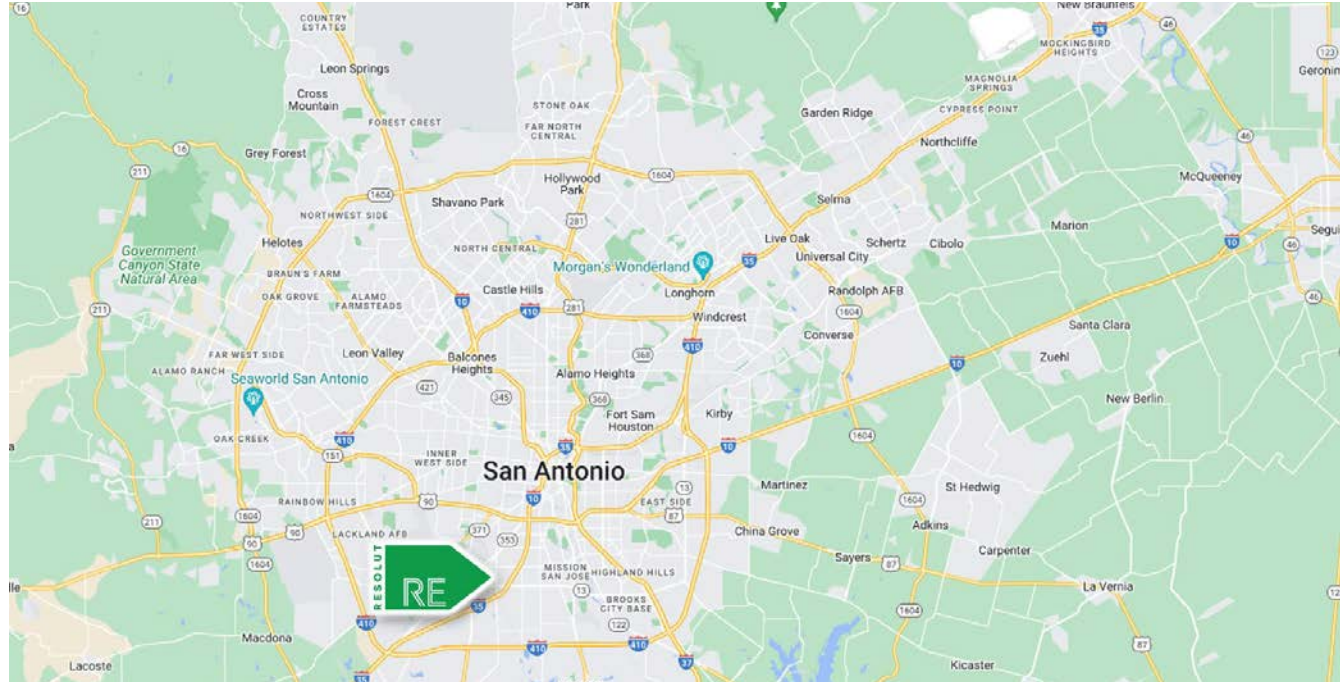 16
COUNTRY
ESTATES
281
Park
New Braunfels
46
35
MOCKINGBIRD
HEIGHTS
123
Geronim
Leon Springs
Cross
Mountain
STONE OAK
MAGNOLIA
SPRINGS
FOREST CREST
FAR NORTH
CENTRAL
Garden Ridge
CYPRESS POINT
Northcliffe
46
16
Grey Forest
211
1604
Hollywood
Park
1604
McQueeney
Shavano Park
Selma
NORTHWEST SIDE
281
Marion
Seguin
Helotes
NORTH CENTRAL
Live Oak
Schertz
Cibolo
10
46
Government
Canyon State
Natural Area
BRAUN'S FARM
Morgan's Wonderland
35
Universal City
OAK GROVE
ALAMO
FARMSTEADS
Castle Hills
Longhorn
Randolph AFB
46
211
10
410
281
Windcrest
1604
Santa Clara
FAR WEST SIDE
Leon Valley
Balcones
Heights
368
410
Converse
10
Zuehl
ALAMO RANCH
Seaworld San Antonio
421
345
Alamo Heights
368
New Berlin
Fort Sam
Houston
Kirby
OAK CREEK
410
151
INNER
WEST SIDE
35
10
1604
San Antonio
RAINBOW HILLS
90
10
EAST SIDE
13
87
Martinez
St Hedwig
1604
211
1604
90
90
LACKLAND AFB
371
353
China Grove
Adkins
Carpenter
1604
RESOLUT
RE
MISSION
SAN JOSE
HIGHLAND HILLS
13
Sayers
87
La Vernia
35
BROOKS
CITY BASE
122
1604
410
Macdona
410
410
37
87
Lacoste
35
Kicaster